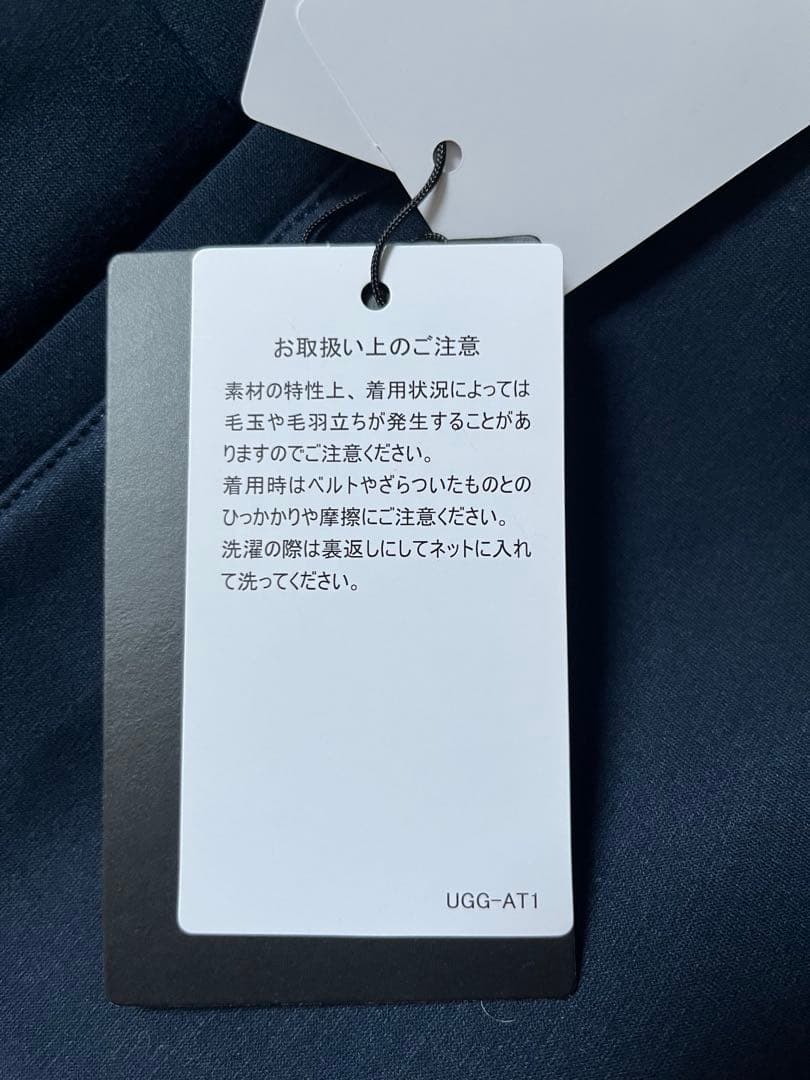 お取扱い上のご注意
素材の特性上、着用状況によっては
毛玉や毛羽立ちが発生することがあ
りますのでご注意ください。
着用時はベルトやざらついたものとの
ひっかかりや摩擦にご注意ください。
洗濯の際は裏返しにしてネットに入れ
て洗ってください。
UGG-AT1